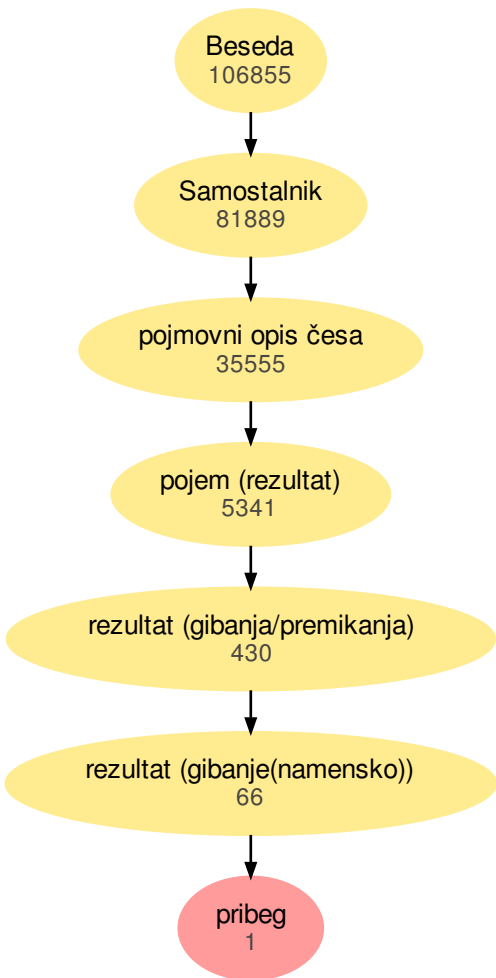 Beseda
106855
Samostalnik
81889
pojmovni opis česa
35555
pojem (rezultat)
5341
rezultat (gibanja/premikanja)
430
rezultat (gibanje(namensko))
66
pribeg
1